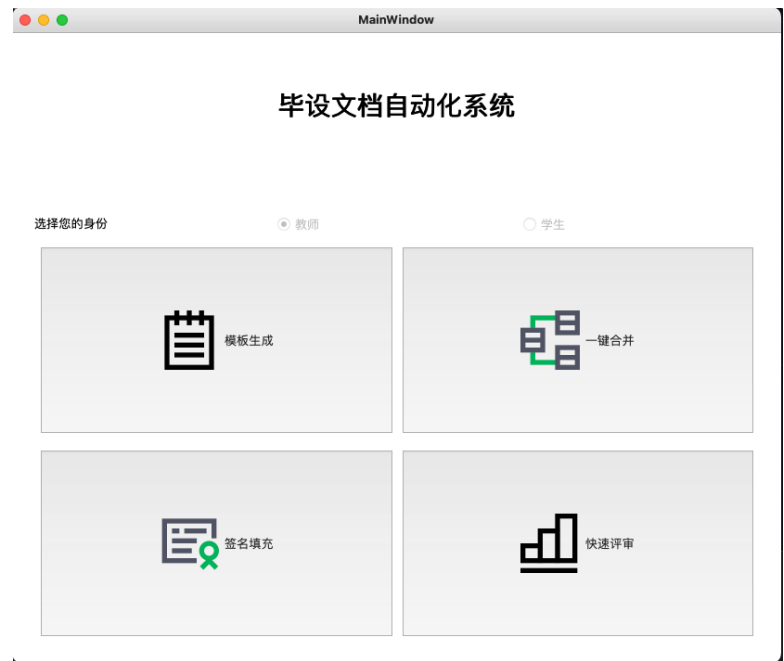 MainWindow
毕设文档自动化系统
选择您的身份 教师 学生
模板生成 一键合并
签名填充 快速评审